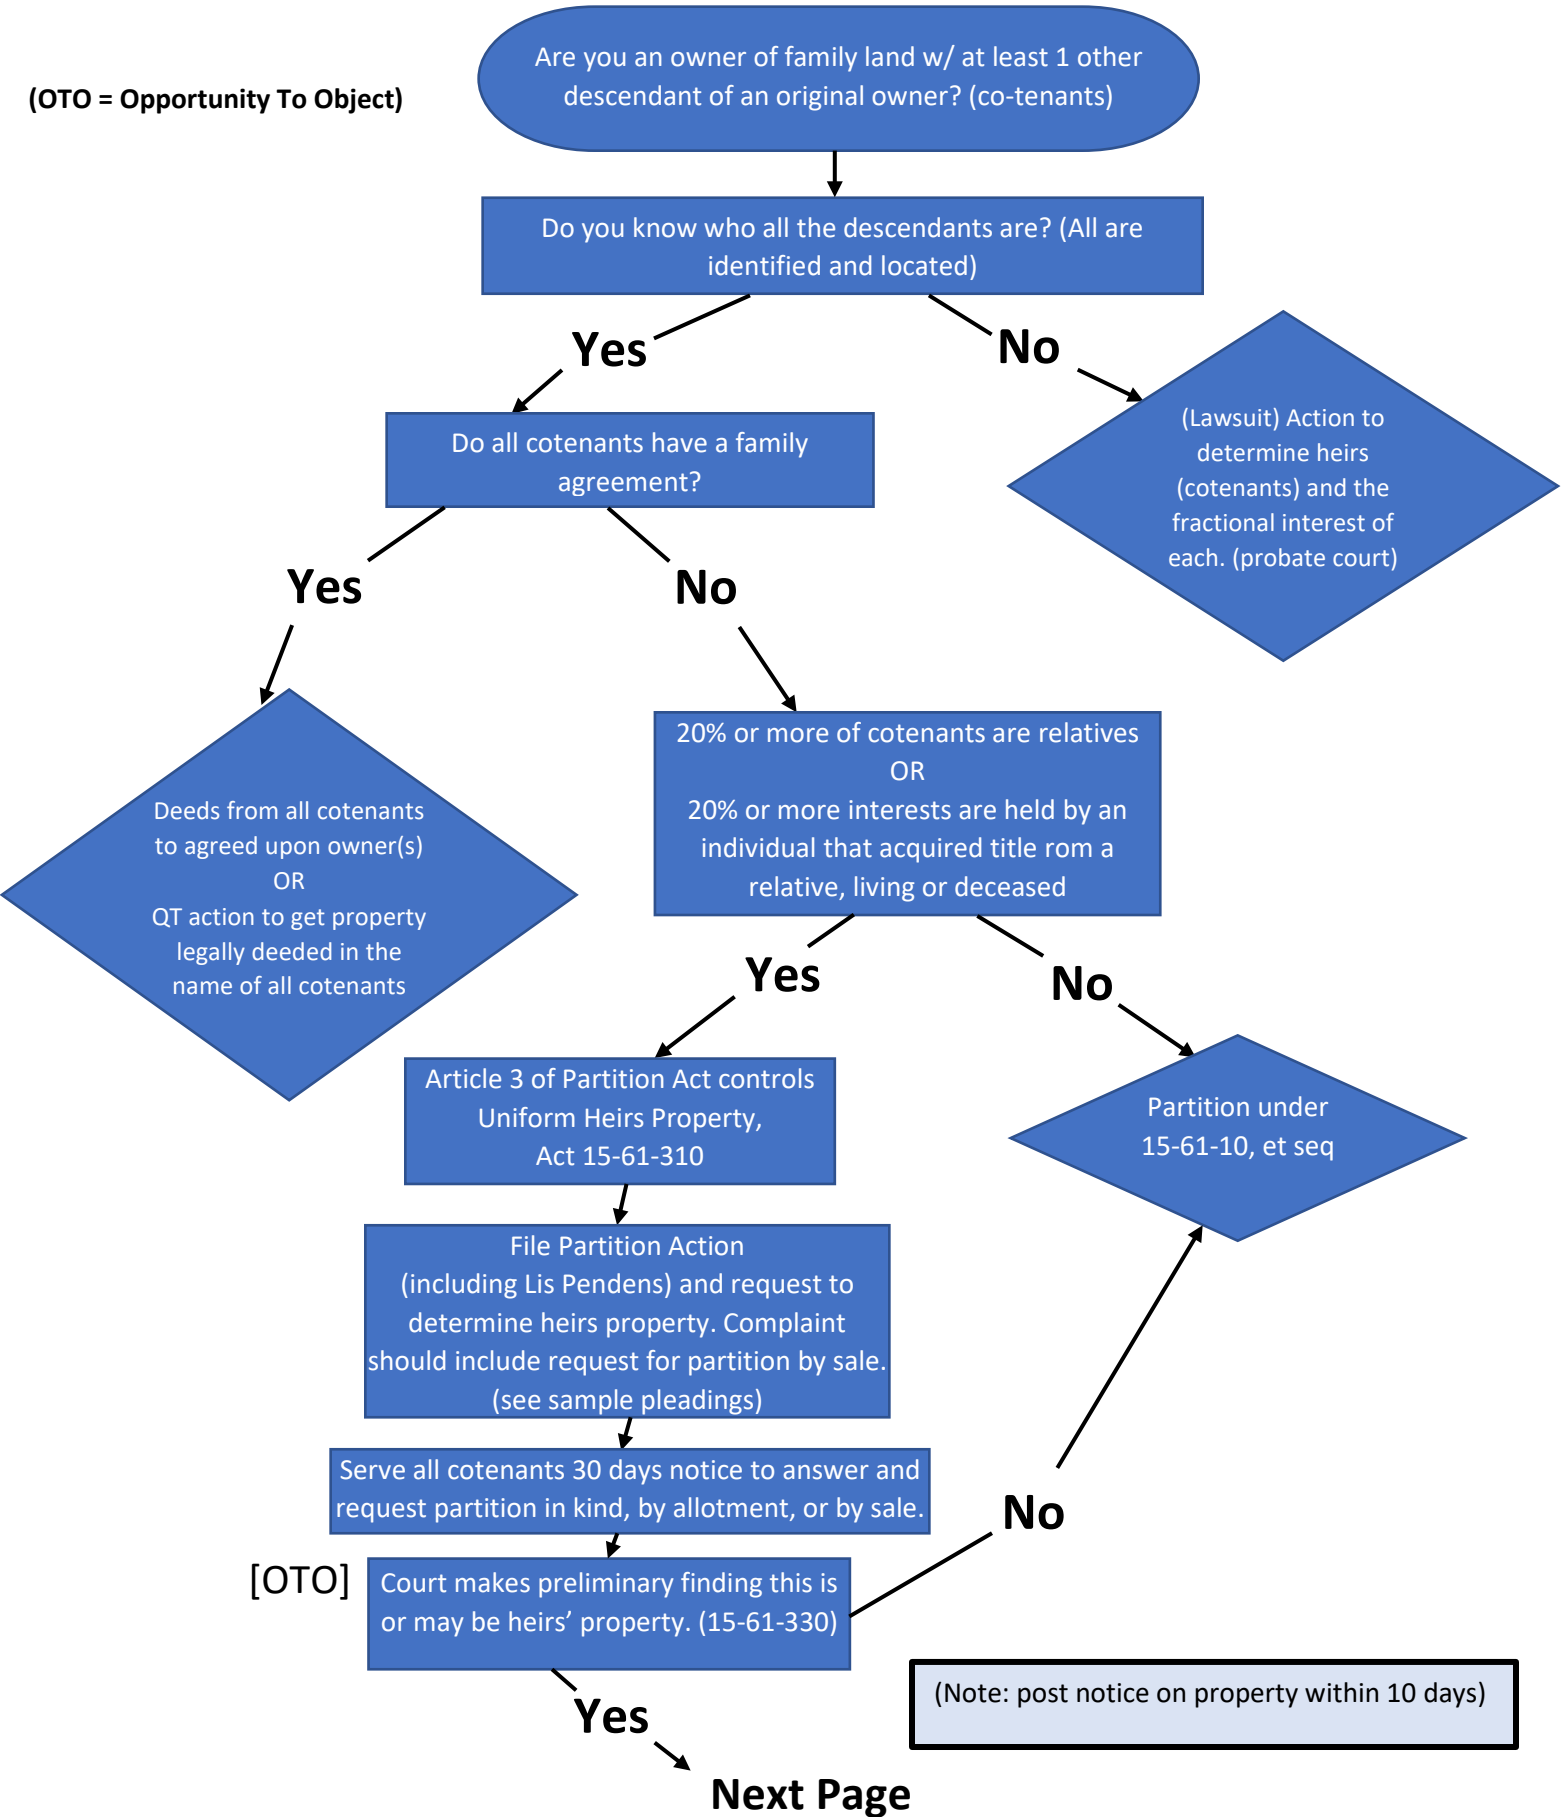 Are you an owner of family land w/ at least 1 other
descendant of an original owner? (co-tenants)
(OTO = Opportunity To Object)
Do you know who all the descendants are? (All are
identified and located)
Yes
No
(Lawsuit) Action to
determine heirs
(cotenants) and the
fractional interest of
each. (probate court)
Do all cotenants have a family
agreement?
Yes
No
Deeds from all cotenants
to agreed upon owner(s)
OR
QT action to get property
legally deeded in the
name of all cotenants
20% or more of cotenants are relatives
OR
20% or more interests are held by an
individual that acquired title rom a
relative, living or deceased
Yes
No
Article 3 of Partition Act controls
Uniform Heirs Property,
Act 15-61-310
Partition under
15-61-10, et seq
File Partition Action
(including Lis Pendens) and request to
determine heirs property. Complaint
should include request for partition by sale.
(see sample pleadings)
Serve all cotenants 30 days notice to answer and
request partition in kind, by allotment, or by sale.
No
[OTO]
Court makes preliminary finding this is
or may be heirs’ property. (15-61-330)
(Note: post notice on property within 10 days)
Yes
Next Page